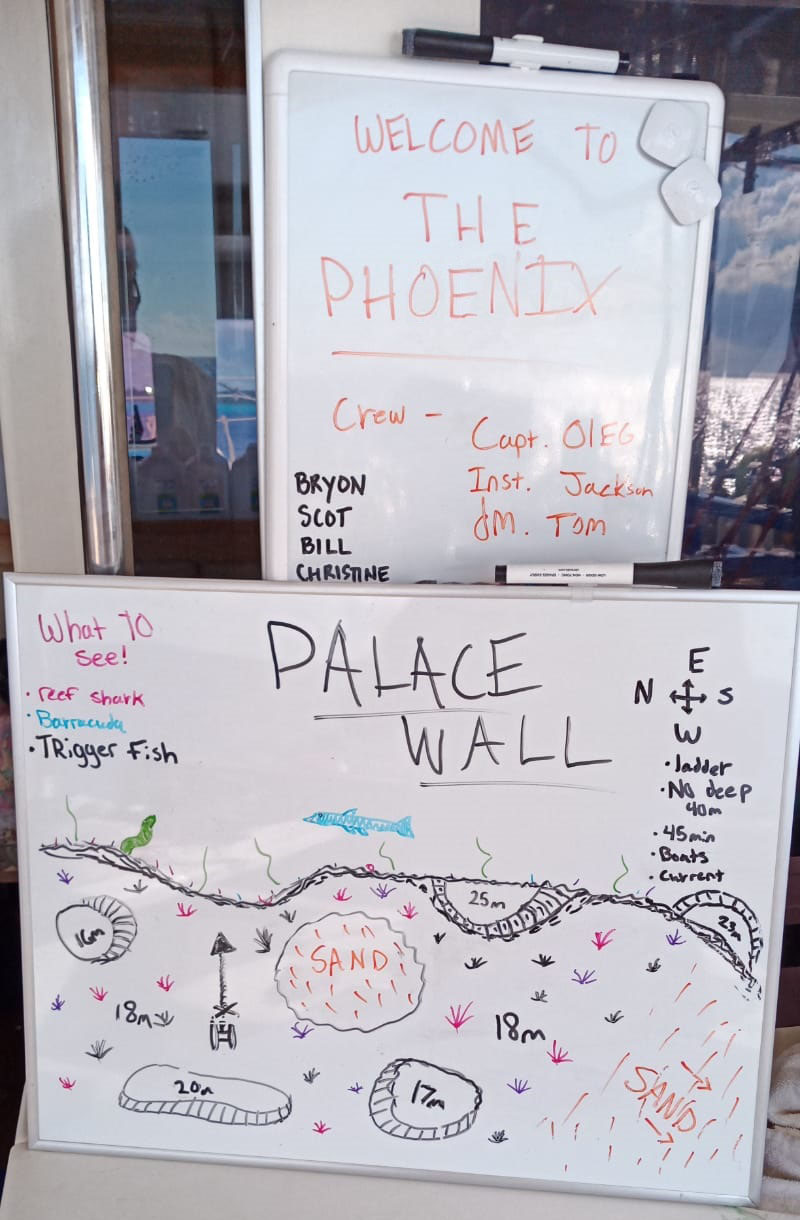 WELCOME TO
THE
PHOENIX
Crew -
Capt. OlEG
Inst. Jackson
DM. TOM
BRYON
SCOT
BILL
CHRISTINE
What TO
see!
• reef shark
• Barracuda
• TRigger Fish
PALACE
WALL
E
N S
W
• ladder
• No deep
40m
• 45min
• Boats
• Current
16m
25m
23m
SAND
18m
18m
20m
17m
SAND